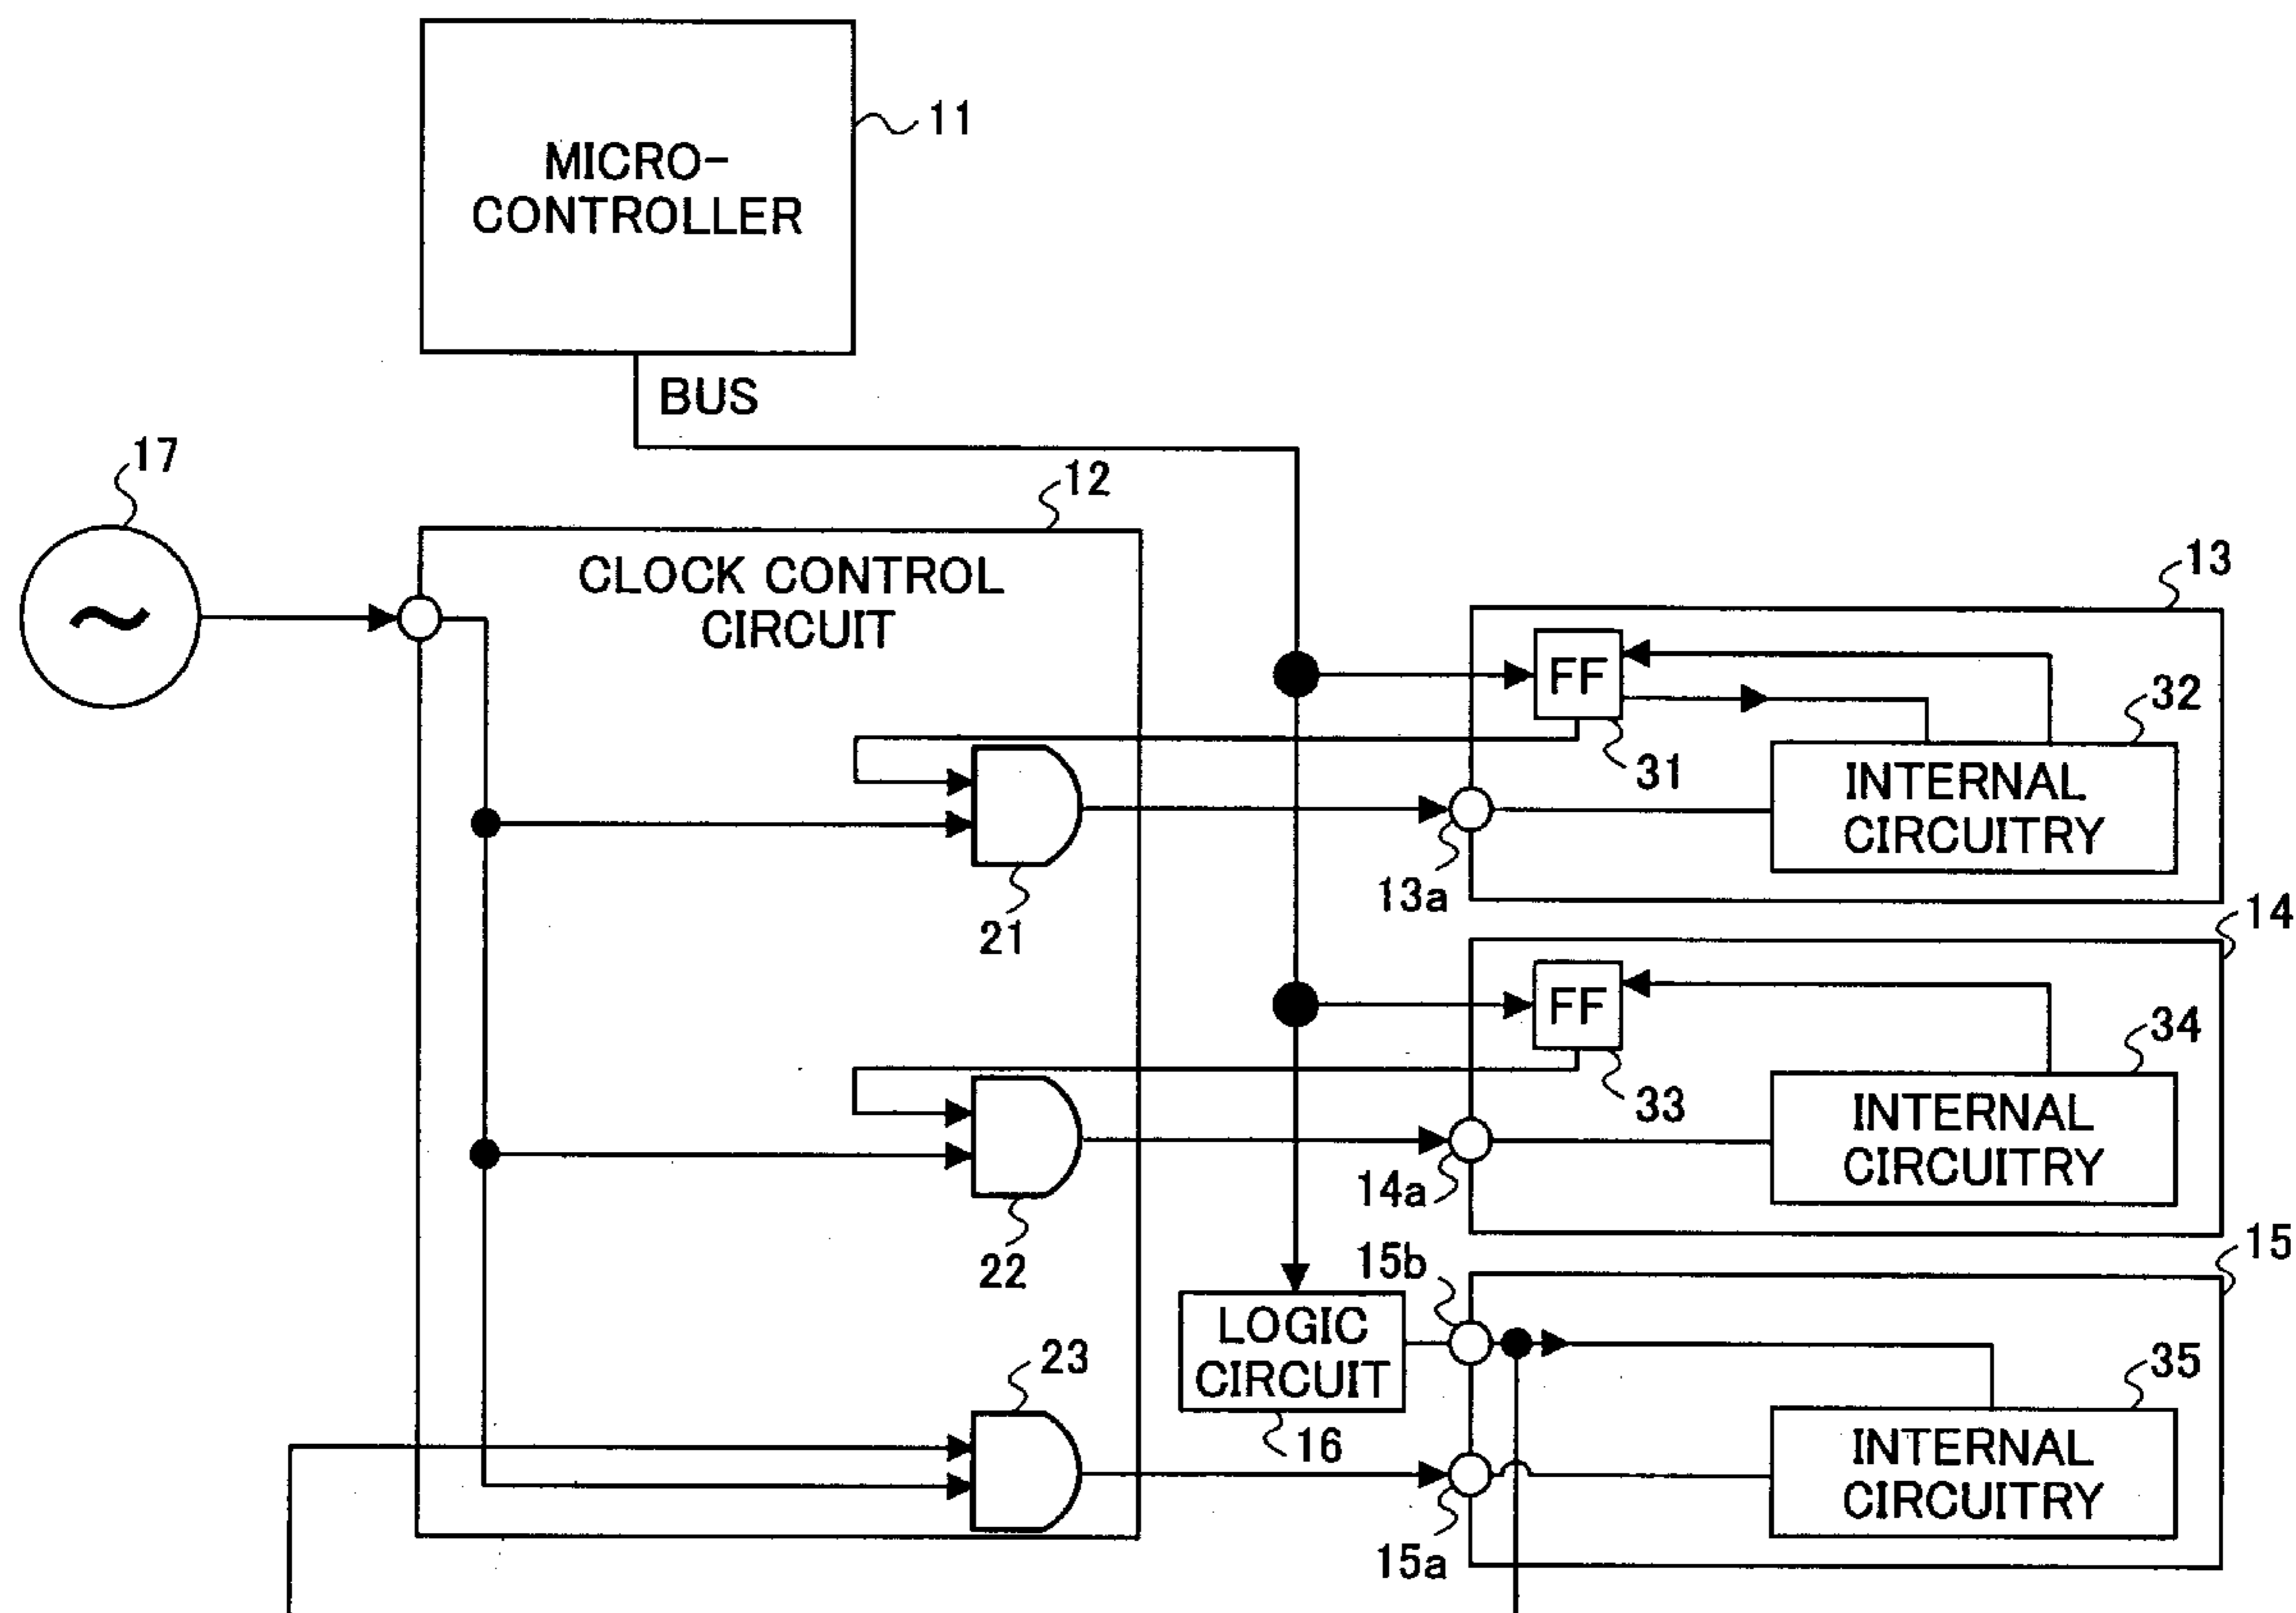 MICRO-
CONTROLLER
11
BUS
17
12
CLOCK CONTROL
CIRCUIT
13
FF
32
31
INTERNAL
CIRCUITRY
13a
21
14
FF
34
33
INTERNAL
CIRCUITRY
14a
22
15
15b
LOGIC
CIRCUIT
16
23
35
INTERNAL
CIRCUITRY
15a